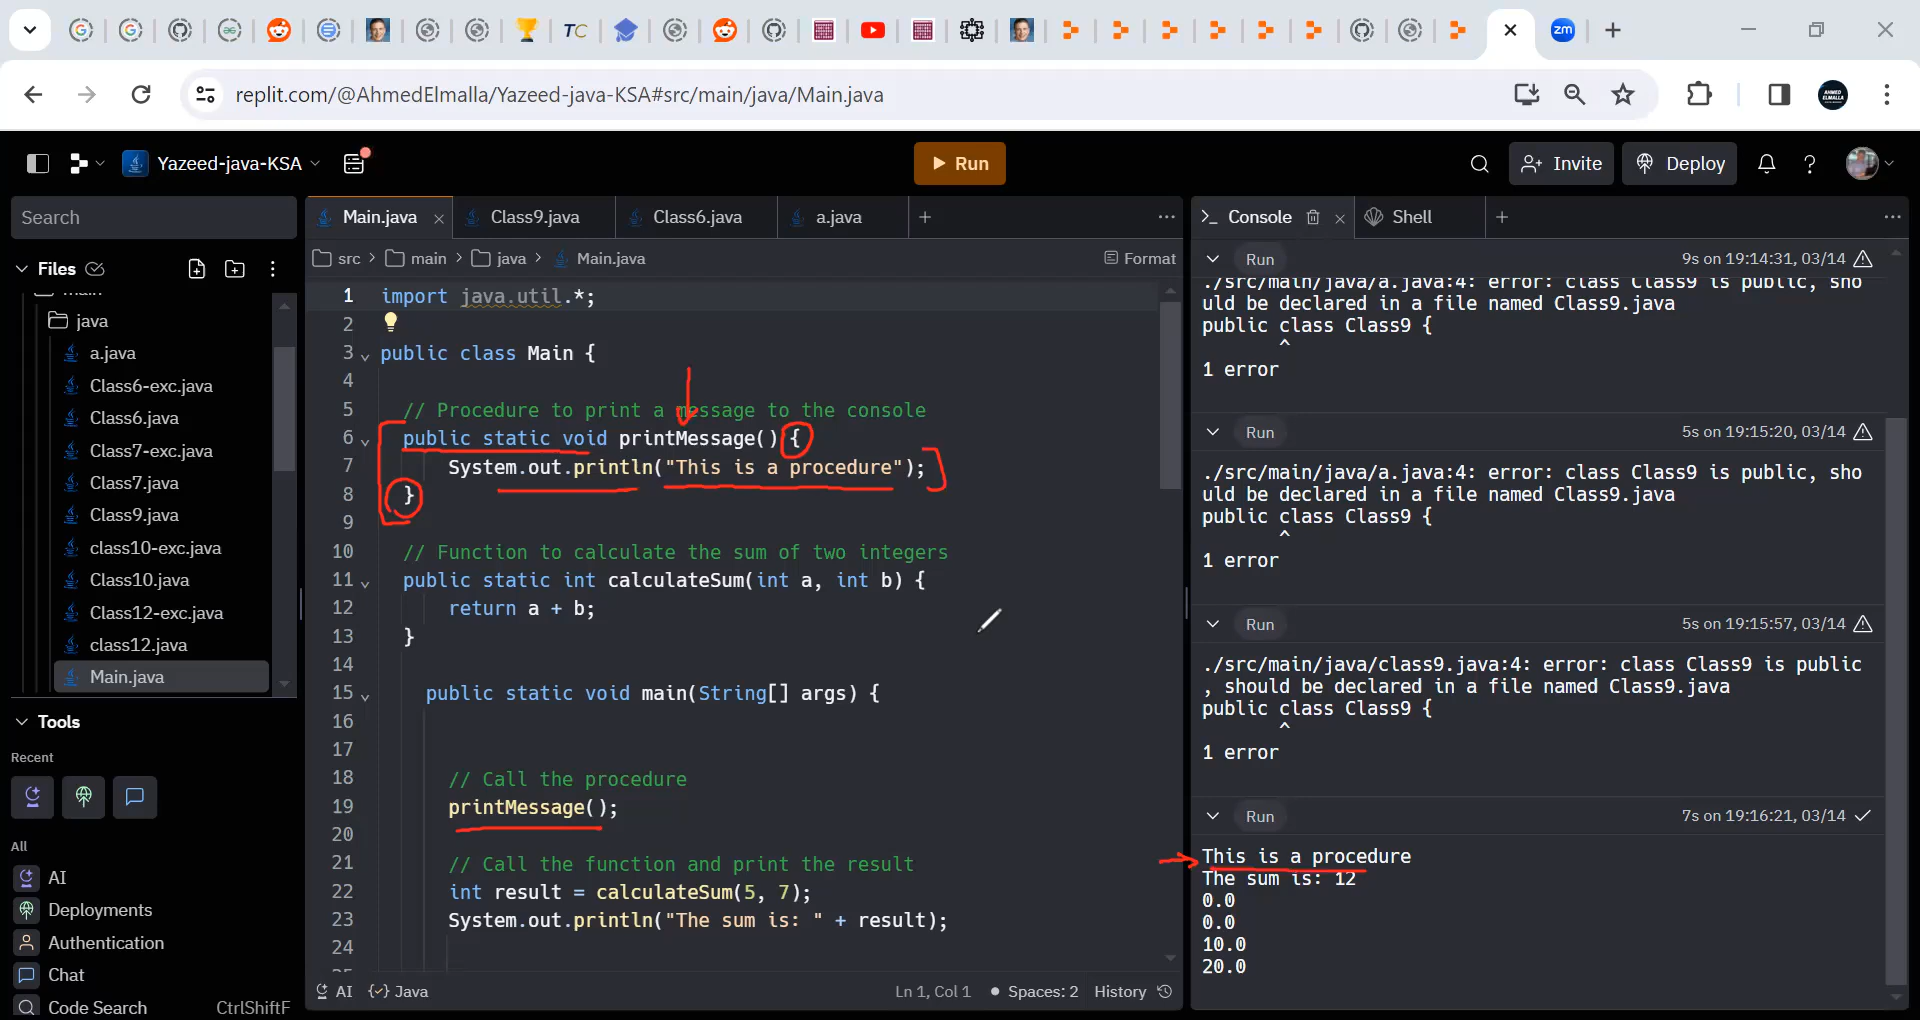 TC
zm
replit.com/@AhmedElmalla/Yazeed-java-KSA#src/main/java/Main.java
AHMED
ELMALLA
Yazeed-java-KSA
Run
Invite
Deploy
?
Search
Main.java
Class9.java
Class6.java
a.java
Console
Shell
Files
src > main > java > Main.java
Format
main
java
a.java
Class6-exc.java
Class6.java
Class7-exc.java
Class7.java
Class9.java
class10-exc.java
Class10.java
Class12-exc.java
class12.java
Main.java
Tools
Recent
All
AI
Deployments
Authentication
Chat
Code Search CtrlShiftF
1 import java.util.*;
2
3 public class Main {
4
5 // Procedure to print a message to the console
6 public static void printMessage() {
7 System.out.println("This is a procedure");
8 }
9
10 // Function to calculate the sum of two integers
11 public static int calculateSum(int a, int b) {
12 return a + b;
13 }
14
15 public static void main(String[] args) {
16
17
18 // Call the procedure
19 printMessage();
20
21 // Call the function and print the result
22 int result = calculateSum(5, 7);
23 System.out.println("The sum is: " + result);
24
AI
Java
Ln 1, Col 1
Spaces: 2
History
Run 9s on 19:14:31, 03/14
./src/main/java/a.java:4: error: class Class9 is public, sho
uld be declared in a file named Class9.java
public class Class9 {
^
1 error
Run 5s on 19:15:20, 03/14
./src/main/java/a.java:4: error: class Class9 is public, sho
uld be declared in a file named Class9.java
public class Class9 {
^
1 error
Run 5s on 19:15:57, 03/14
./src/main/java/class9.java:4: error: class Class9 is public
, should be declared in a file named Class9.java
public class Class9 {
^
1 error
Run 7s on 19:16:21, 03/14
This is a procedure
The sum is: 12
0.0
0.0
10.0
20.0